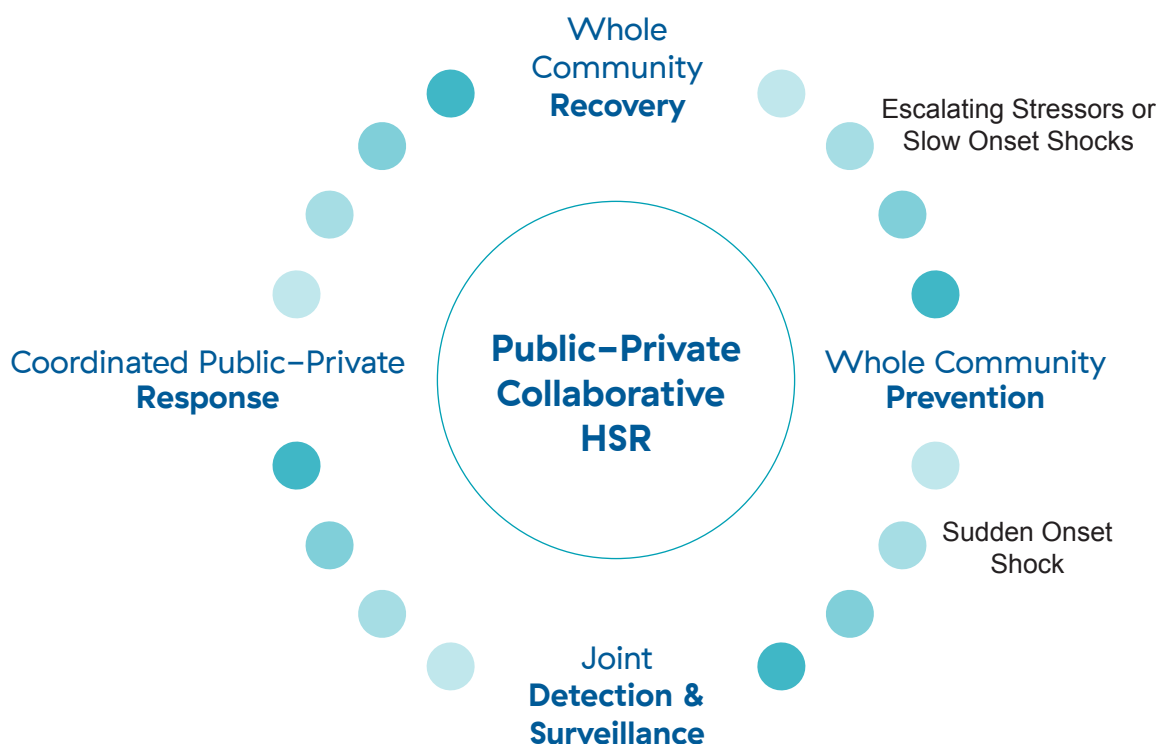 Whole
Community
Recovery
Escalating Stressors or
Slow Onset Shocks
Public–Private
Collaborative
HSR
Coordinated Public–Private
Response
Whole Community
Prevention
Sudden Onset
Shock
Joint
Detection &
Surveillance